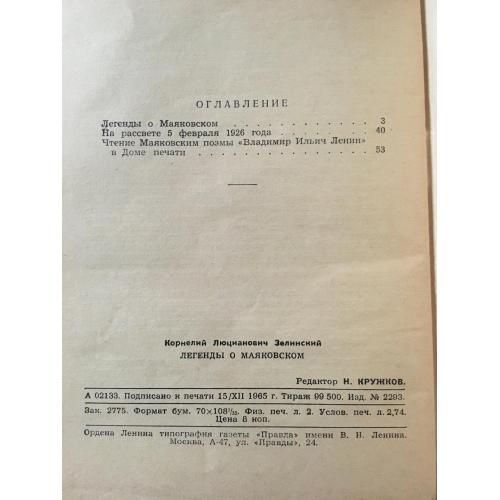 ОГЛАВЛЕНИЕ
Легенды о Маяковском . . . . . . . . . . . . 3
На рассвете 5 февраля 1926 года . . . . . . . 40
Чтение Маяковским поэмы «Владимир Ильич Ленин»
в Доме печати . . . . . . . . . . . . . . 53
Корнелий Люцианович Зелинский
ЛЕГЕНДЫ О МАЯКОВСКОМ
Редактор Н. КРУЖКОВ.
А 02133. Подписано к печати 15/XII 1965 г. Тираж 99 500. Изд. № 2293.
Зак. 2775. Формат бум. 70×108¹/₃₂. Физ. печ. л. 2. Услов. печ. л. 2,74.
Цена 8 коп.
Ордена Ленина типография газеты «Правда» имени В. И. Ленина.
Москва, А-47, ул. «Правды», 24.